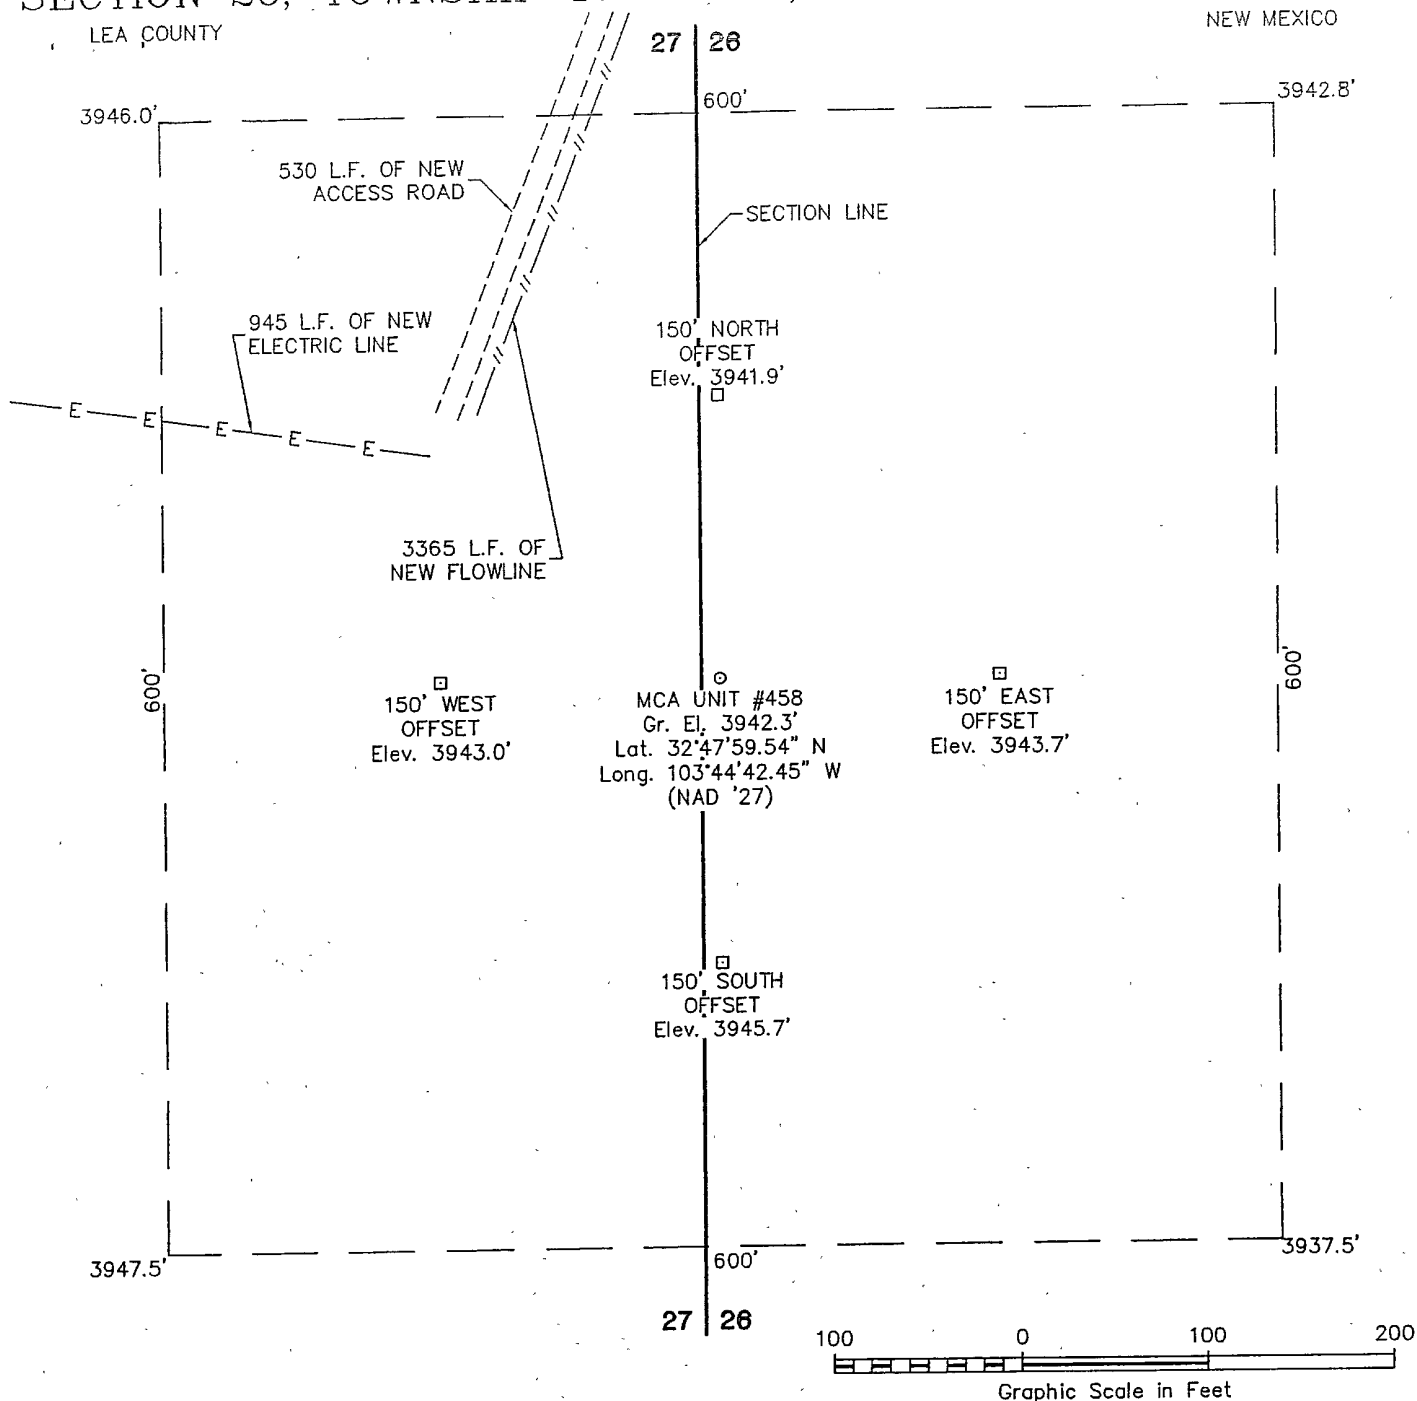 SECTION 26, TOWNSHIP
LEA COUNTY
NEW MEXICO
27 26
3946.0'
600'
3942.8'
530 L.F. OF NEW
ACCESS ROAD
SECTION LINE
945 L.F. OF NEW
ELECTRIC LINE
150' NORTH
OFFSET
Elev. 3941.9'
E E E E E
3365 L.F. OF
NEW FLOWLINE
600'
600'
150' WEST
OFFSET
Elev. 3943.0'
MCA UNIT #458
Gr. El. 3942.3'
Lat. 32°47'59.54" N
Long. 103°44'42.45" W
(NAD '27)
150' EAST
OFFSET
Elev. 3943.7'
150' SOUTH
OFFSET
Elev. 3945.7'
3947.5'
600'
3937.5'
27 26
100 0 100 200
Graphic Scale in Feet